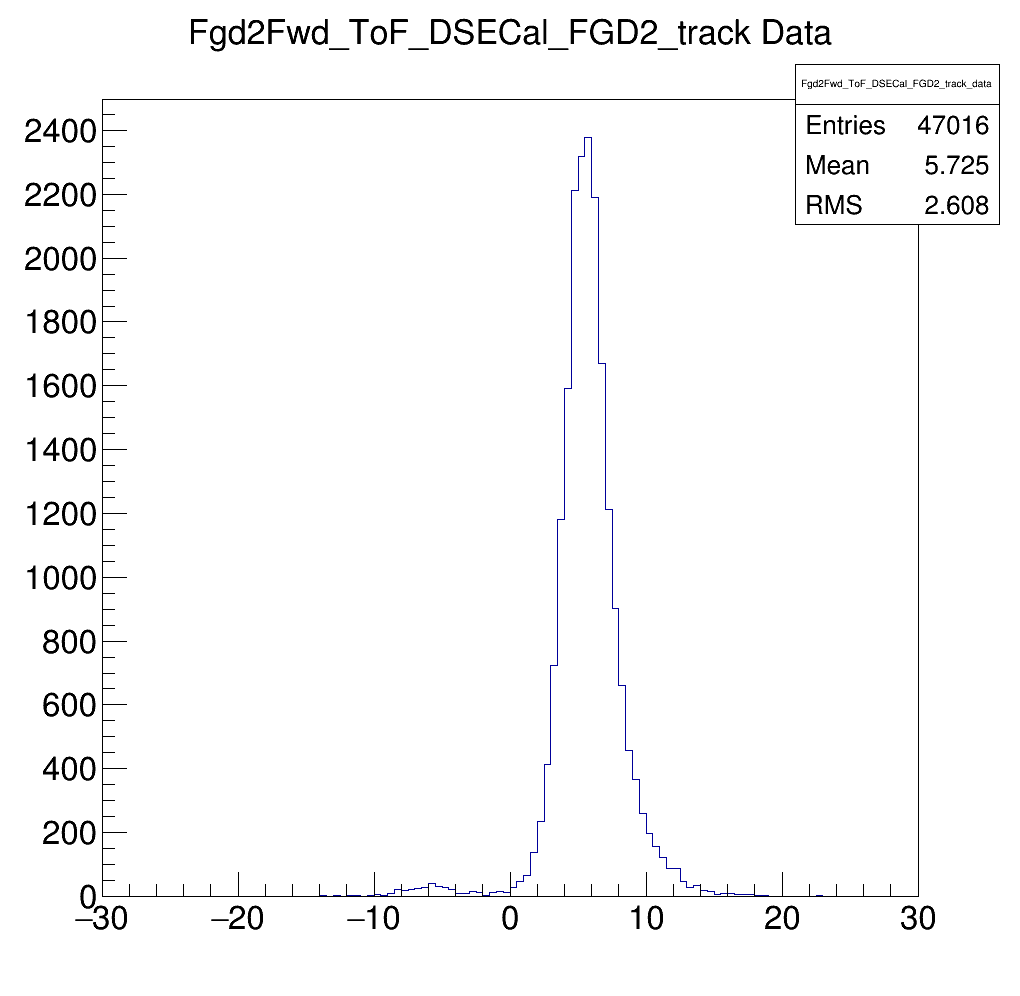 Fgd2Fwd_ToF_DSECal_FGD2_track Data
Fgd2Fwd_ToF_DSECal_FGD2_track_data
Entries 47016
Mean 5.725
RMS 2.608
2400
2200
2000
1800
1600
1400
1200
1000
800
600
400
200
0
−30 −20 −10 0 10 20 30